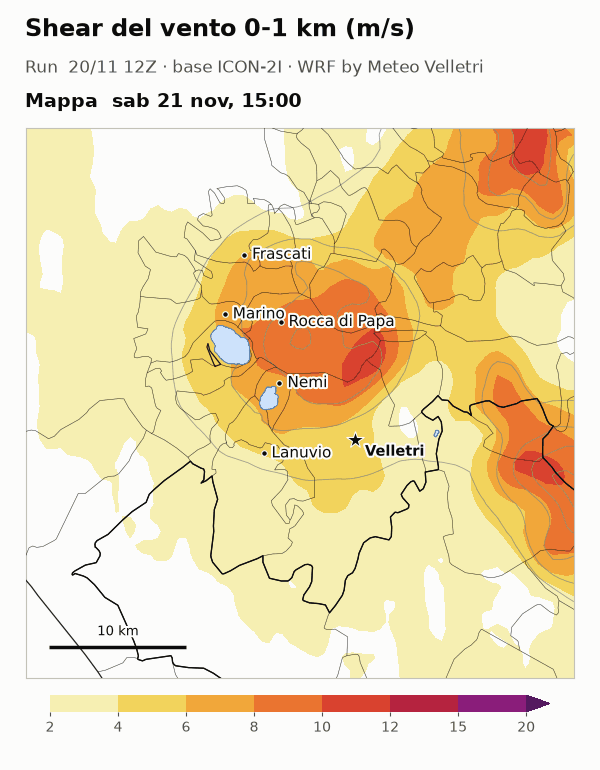 Shear del vento 0-1 km (m/s)
Run 20/11 12Z · base ICON-2I · WRF by Meteo Velletri
Mappa sab 21 nov, 15:00
Frascati
Marino
Rocca di Papa
Nemi
Velletri
Lanuvio
10 km
2 4 6 8 10 12 15 20